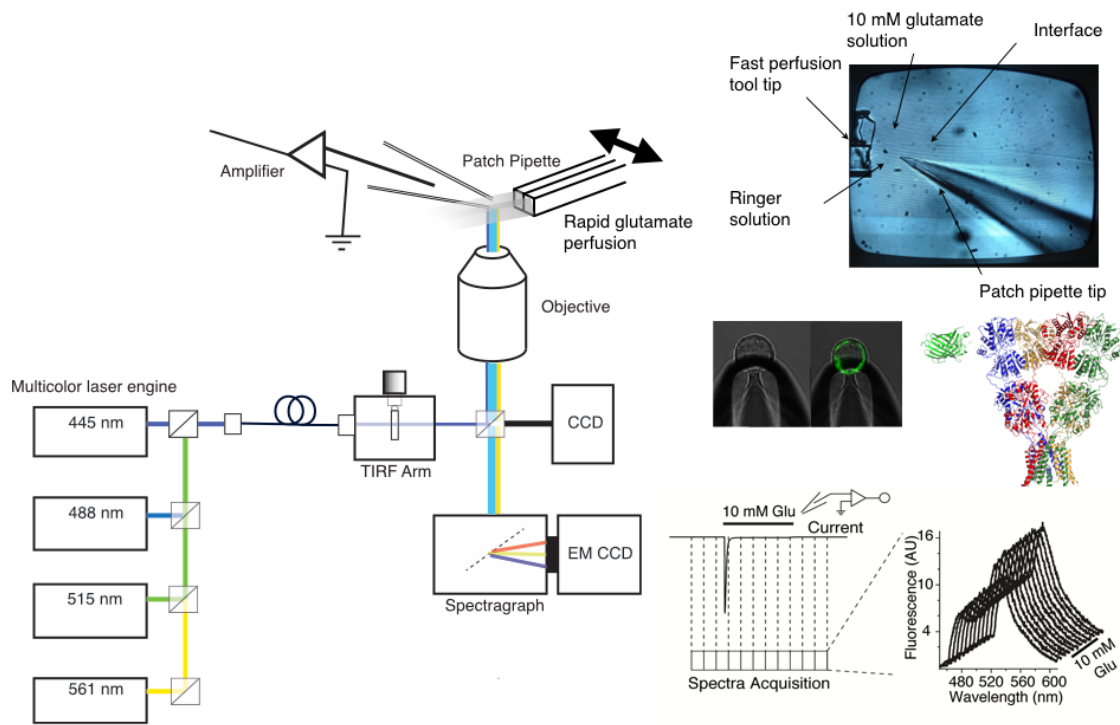 10 mM glutamate
solution
Interface
Fast perfusion
tool tip
Ringer
solution
Patch pipette tip
Amplifier
Patch Pipette
Rapid glutamate
perfusion
Objective
Multicolor laser engine
445 nm
488 nm
515 nm
561 nm
TIRF Arm
CCD
EM CCD
Spectragraph
10 mM Glu
Current
Spectra Acquisition
Fluorescence (AU)
16
10
4
480 520 560 600
Wavelength (nm)
10 mM
Glu